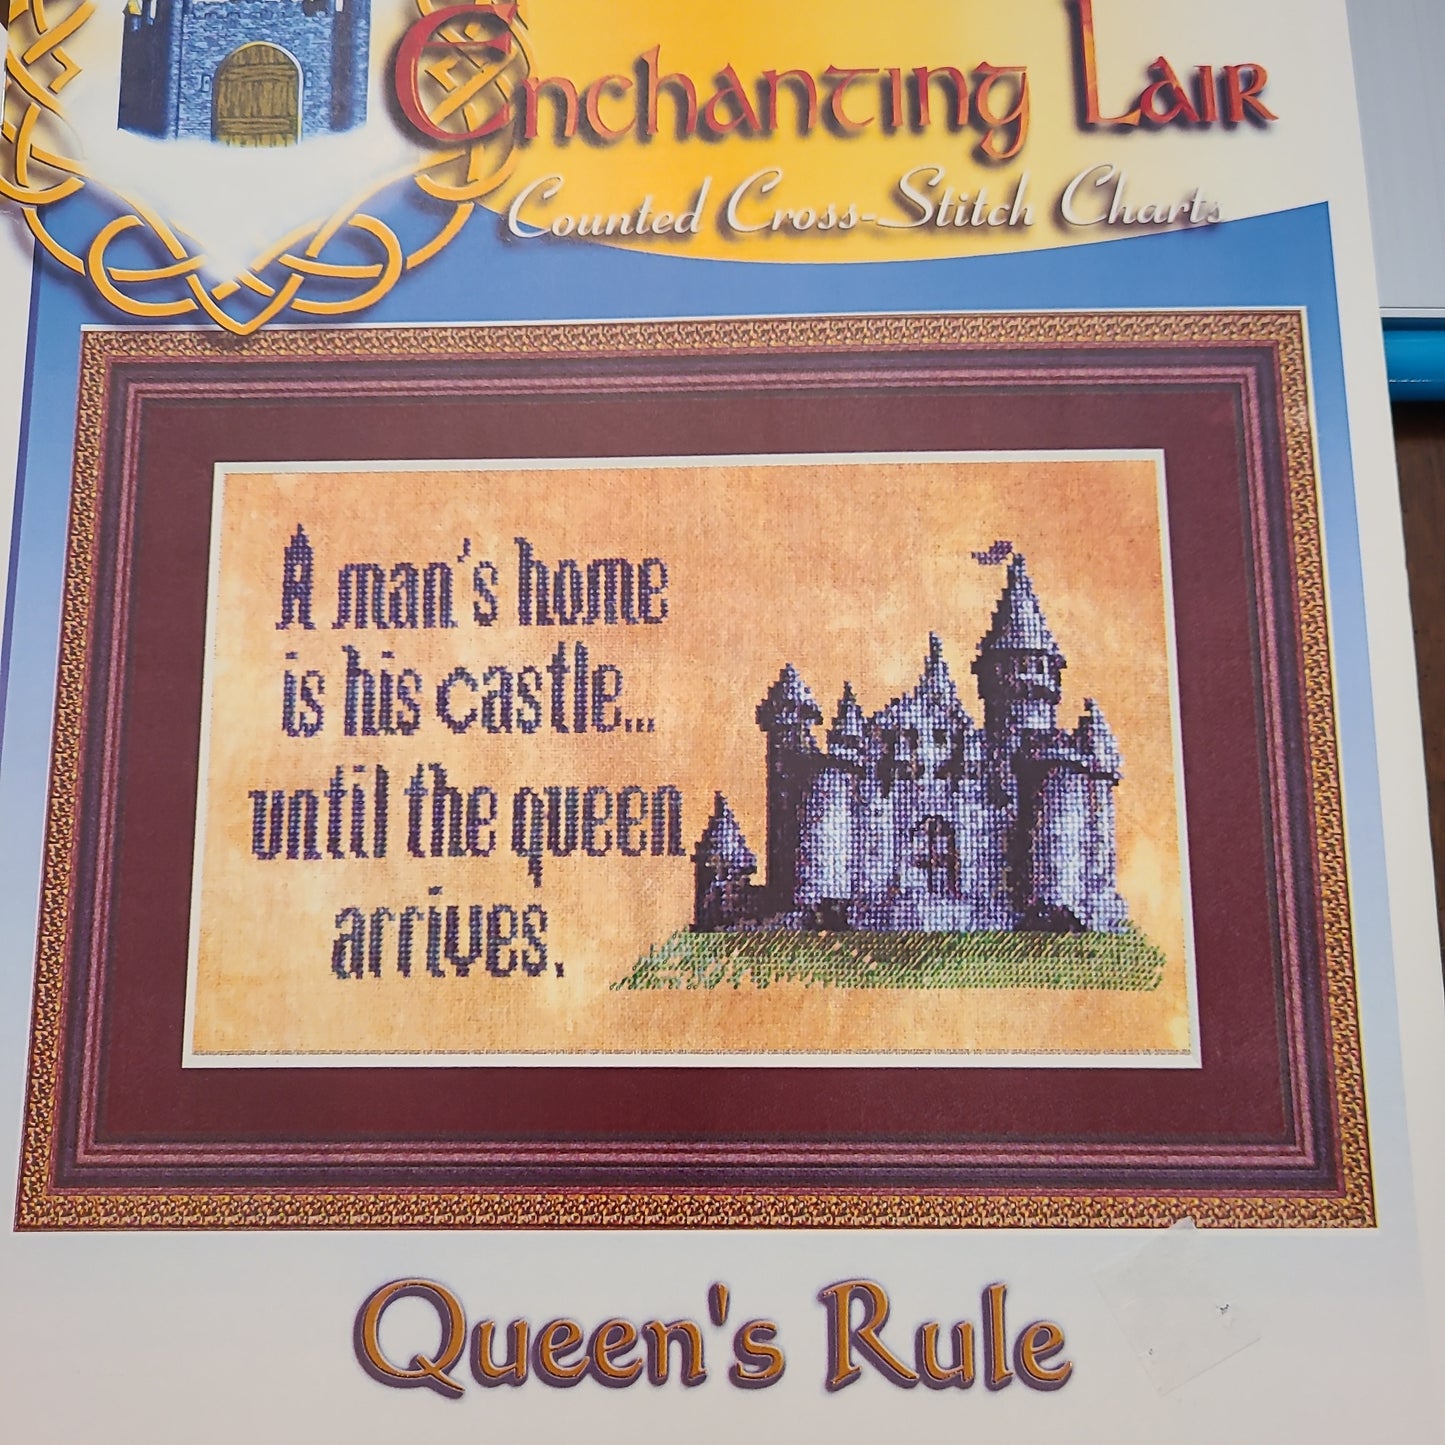 Enchanting Lair
Counted Cross-Stitch Charts
A man's home
is his castle...
until the queen
arrives.
Queen's Rule